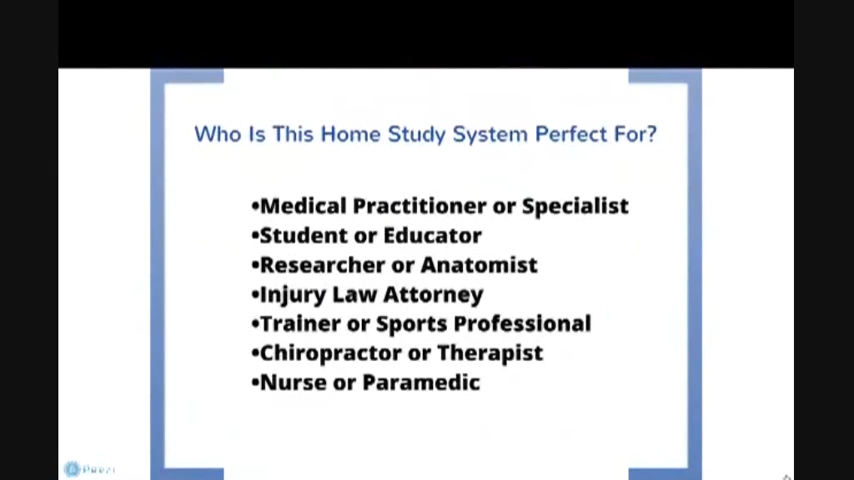 Who Is This Home Study System Perfect For?
•Medical Practitioner or Specialist
•Student or Educator
•Researcher or Anatomist
•Injury Law Attorney
•Trainer or Sports Professional
•Chiropractor or Therapist
•Nurse or Paramedic
Prezi